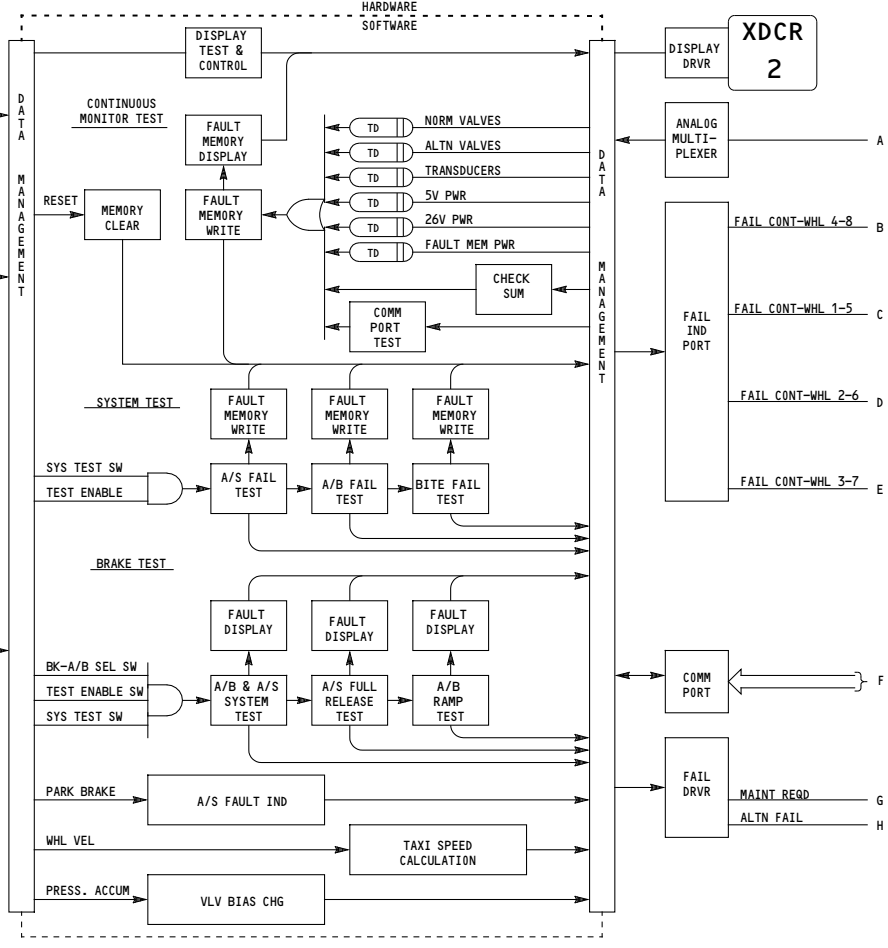 HARDWARE
SOFTWARE
DISPLAY
TEST &
CONTROL
DISPLAY
DRVR
XDCR
2
DATA MANAGEMENT
CONTINUOUS
MONITOR TEST
FAULT
MEMORY
DISPLAY
TD
NORM VALVES
TD
ALTN VALVES
TD
TRANSDUCERS
TD
5V PWR
TD
26V PWR
TD
FAULT MEM PWR
DATA MANAGEMENT
ANALOG
MULTI-
PLEXER
A
RESET
MEMORY
CLEAR
FAULT
MEMORY
WRITE
CHECK
SUM
COMM
PORT
TEST
FAIL
IND
PORT
FAIL CONT-WHL 4-8
B
FAIL CONT-WHL 1-5
C
FAIL CONT-WHL 2-6
D
FAIL CONT-WHL 3-7
E
SYSTEM TEST
FAULT
MEMORY
WRITE
FAULT
MEMORY
WRITE
FAULT
MEMORY
WRITE
SYS TEST SW
TEST ENABLE
A/S FAIL
TEST
A/B FAIL
TEST
BITE FAIL
TEST
BRAKE TEST
FAULT
DISPLAY
FAULT
DISPLAY
FAULT
DISPLAY
BK-A/B SEL SW
TEST ENABLE SW
SYS TEST SW
A/B & A/S
SYSTEM
TEST
A/S FULL
RELEASE
TEST
A/B
RAMP
TEST
COMM
PORT
F
PARK BRAKE
A/S FAULT IND
FAIL
DRVR
MAINT REQD
G
ALTN FAIL
H
WHL VEL
TAXI SPEED
CALCULATION
PRESS. ACCUM
VLV BIAS CHG